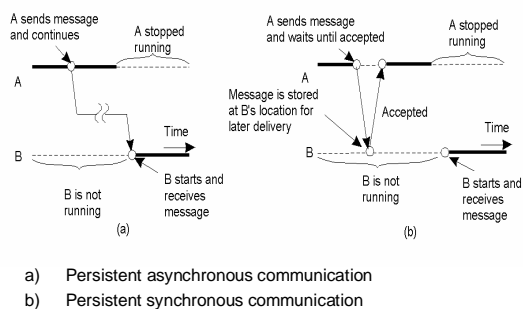 A sends message
and continues
A stopped
running
A
Time
B
B is not
running
B starts and
receives
message
(a)
A sends message
and waits until accepted
A stopped
running
A
Message is stored
at B's location for
later delivery
Accepted
Time
B
B is not
running
B starts and
receives
message
(b)
a) Persistent asynchronous communication
b) Persistent synchronous communication